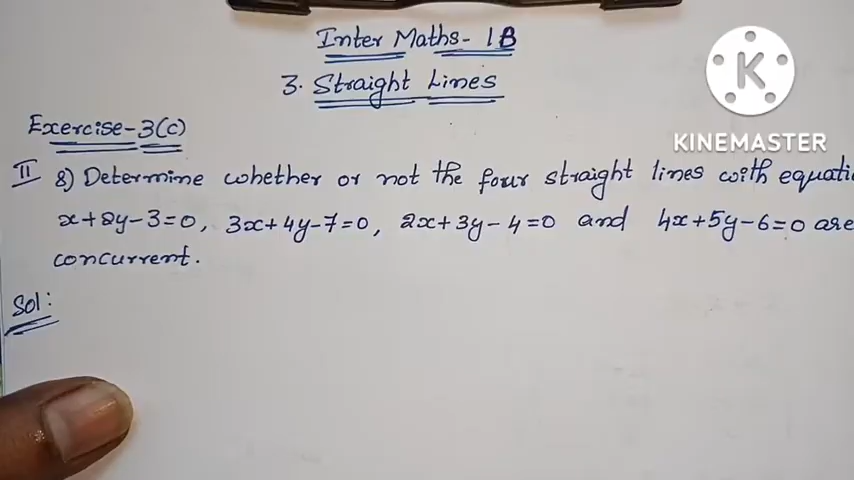 Inter Maths- 1B
3. Straight Lines
KINEMASTER
Exercise-3(c)
II 8) Determine whether or not the four straight lines with equati
x+2y-3=0, 3x+4y-7=0, 2x+3y-4=0 and 4x+5y-6=0 are
concurrent.
Sol: